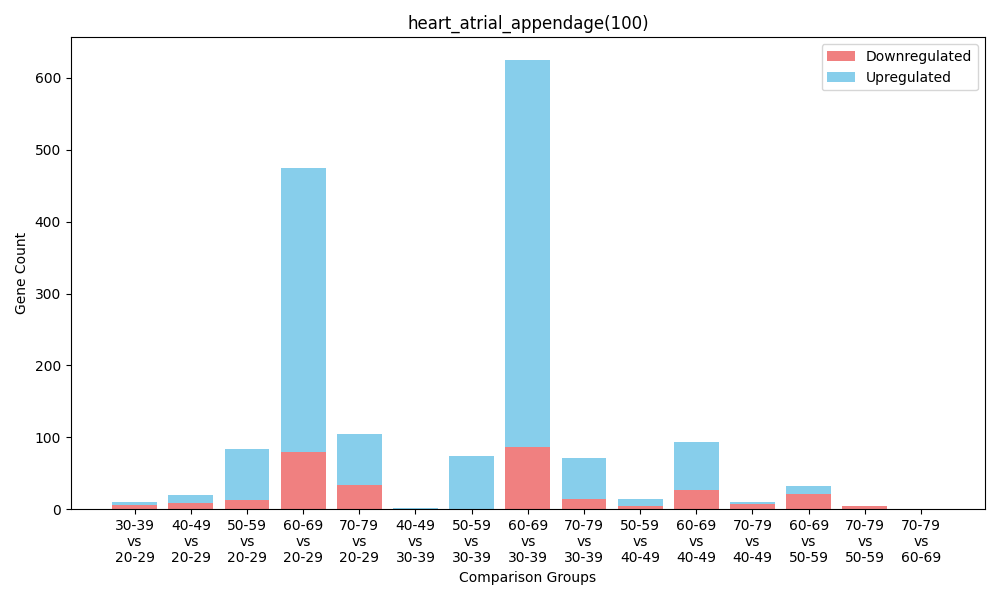 heart_atrial_appendage(100)
Downregulated
Upregulated
Gene Count
600
500
400
300
200
100
0
30-39 vs 20-29
40-49 vs 20-29
50-59 vs 20-29
60-69 vs 20-29
70-79 vs 20-29
40-49 vs 30-39
50-59 vs 30-39
60-69 vs 30-39
70-79 vs 30-39
50-59 vs 40-49
60-69 vs 40-49
70-79 vs 40-49
60-69 vs 50-59
70-79 vs 50-59
70-79 vs 60-69
Comparison Groups